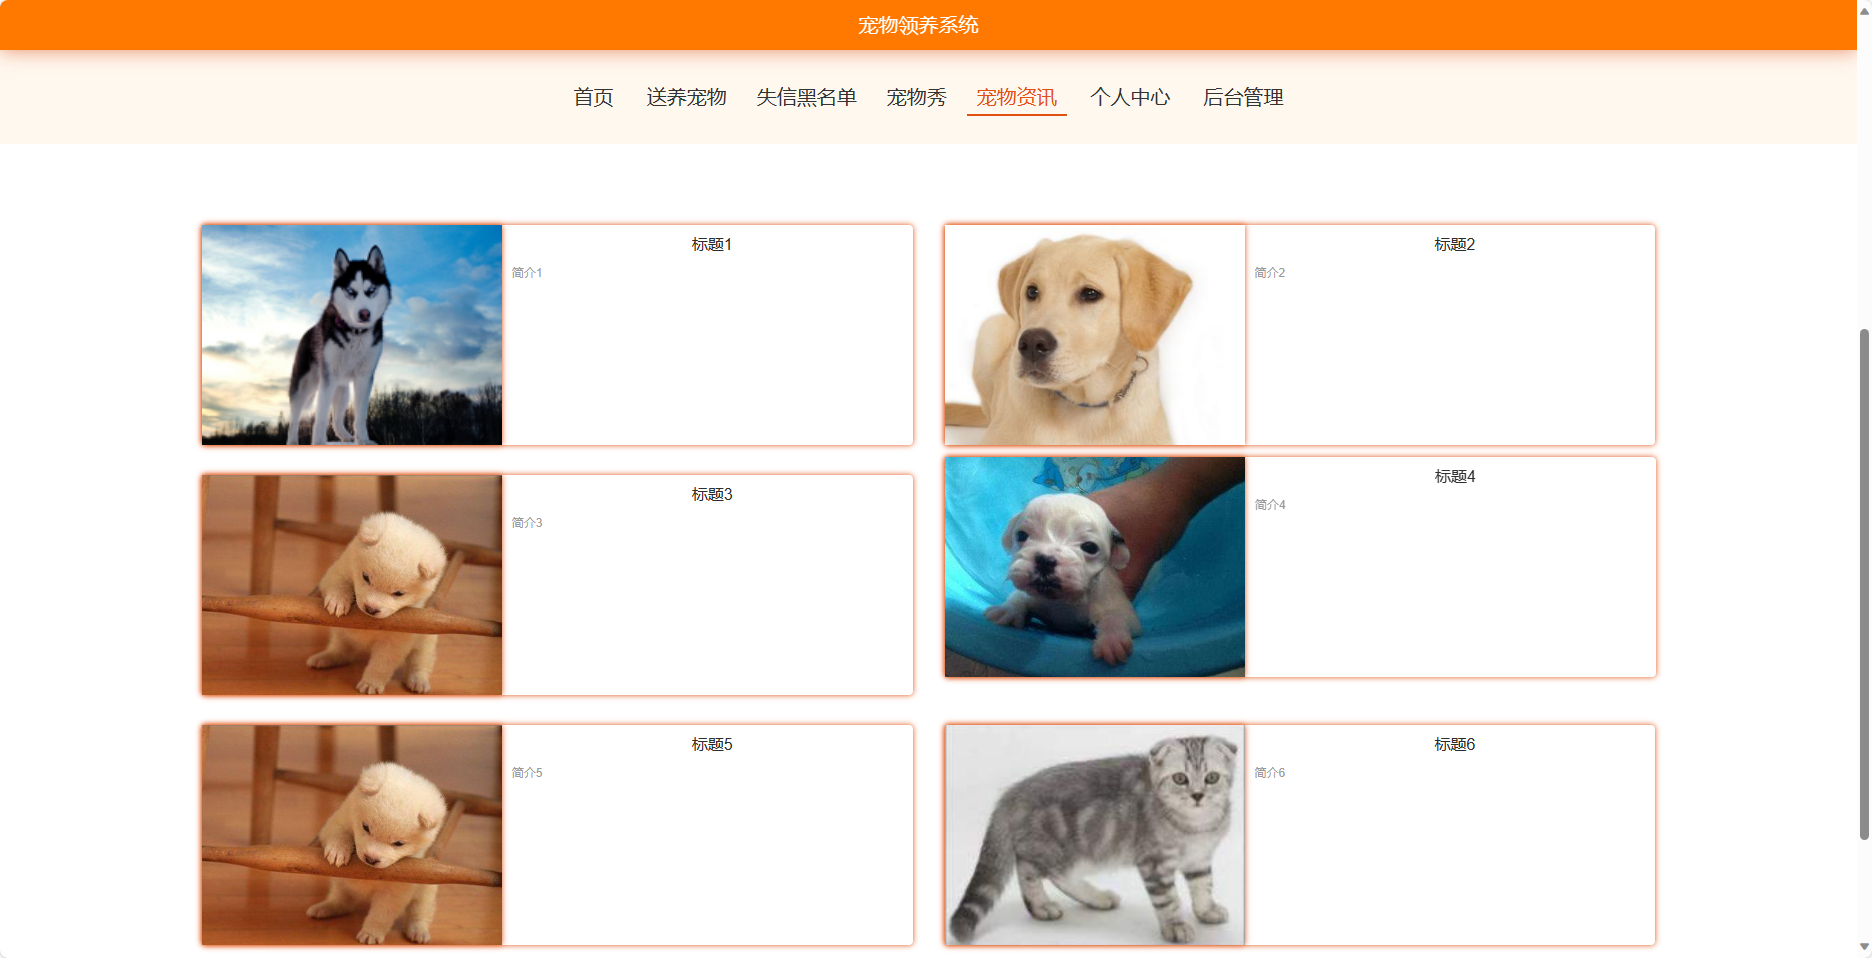 宠物领养系统
首页 送养宠物 失信黑名单 宠物秀 宠物资讯 个人中心 后台管理
标题1
简介1
标题2
简介2
标题3
简介3
标题4
简介4
标题5
简介5
标题6
简介6